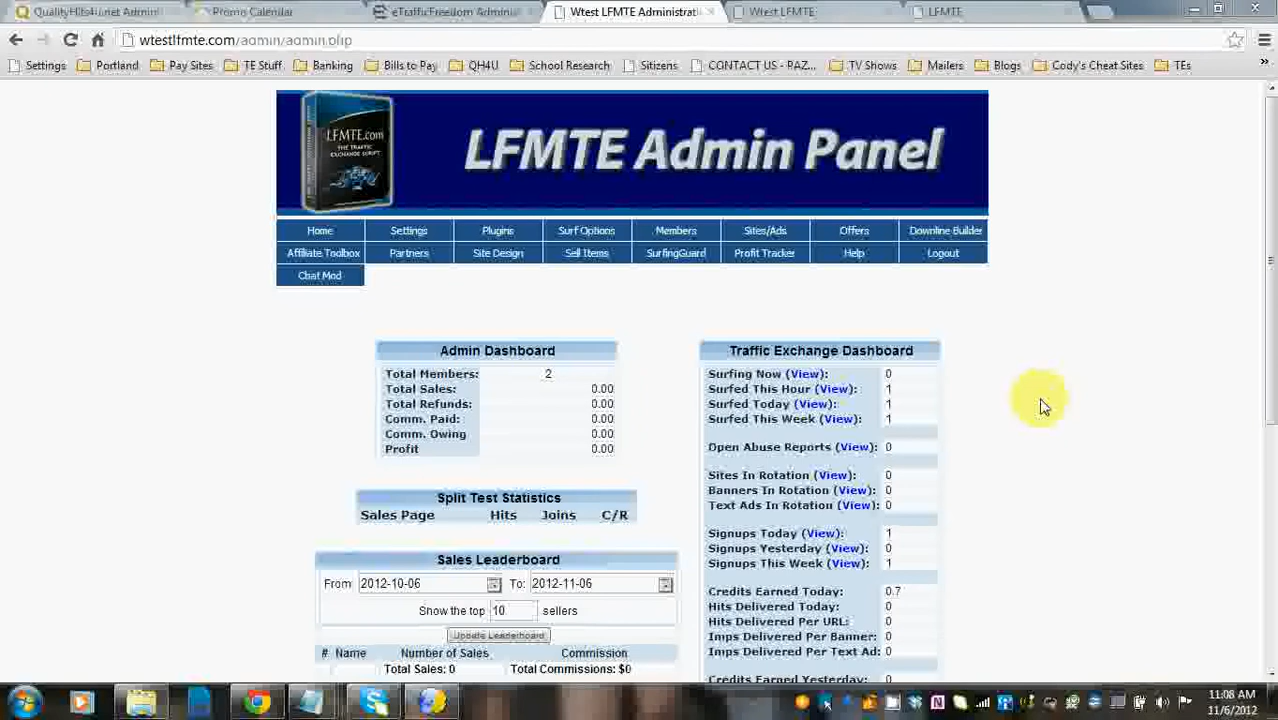 QualityHits4u.net Admini
Promo Calendar
eTrafficFreedom Adminis
Wtest LFMTE Administrati
Wtest LFMTE
LFMTE
wtestlfmte.com/admin/admin.php
Settings Portland Pay Sites TE Stuff Banking Bills to Pay QH4U School Research Sitizens CONTACT US - PAZ... TV Shows Mailers Blogs Cody's Cheat Sites TEs
LFMTE.com
THE TRAFFIC
EXCHANGE SCRIPT
LFMTE Admin Panel
Home Settings Plugins Surf Options Members Sites/Ads Offers Downline Builder
Affiliate Toolbox Partners Site Design Sell Items SurfingGuard Profit Tracker Help Logout
Chat Mod
Admin Dashboard
Total Members: 2
Total Sales: 0.00
Total Refunds: 0.00
Comm. Paid: 0.00
Comm. Owing 0.00
Profit 0.00
Split Test Statistics
Sales Page Hits Joins C/R
Sales Leaderboard
From: 2012-10-06 To: 2012-11-06
Show the top 10 sellers
Update Leaderboard
# Name Number of Sales Commission
Total Sales: 0 Total Commissions: $0
Traffic Exchange Dashboard
Surfing Now (View): 0
Surfed This Hour (View): 1
Surfed Today (View): 1
Surfed This Week (View): 1
Open Abuse Reports (View): 0
Sites In Rotation (View): 0
Banners In Rotation (View): 0
Text Ads In Rotation (View): 0
Signups Today (View): 1
Signups Yesterday (View): 0
Signups This Week (View): 1
Credits Earned Today: 0.7
Hits Delivered Today: 0
Hits Delivered Per URL: 0
Imps Delivered Per Banner: 0
Imps Delivered Per Text Ad: 0
Credits Earned Yesterday: 0
11:08 AM
11/6/2012